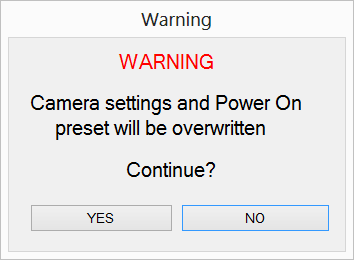 Warning
WARNING
Camera settings and Power On
preset will be overwritten
Continue?
YES
NO